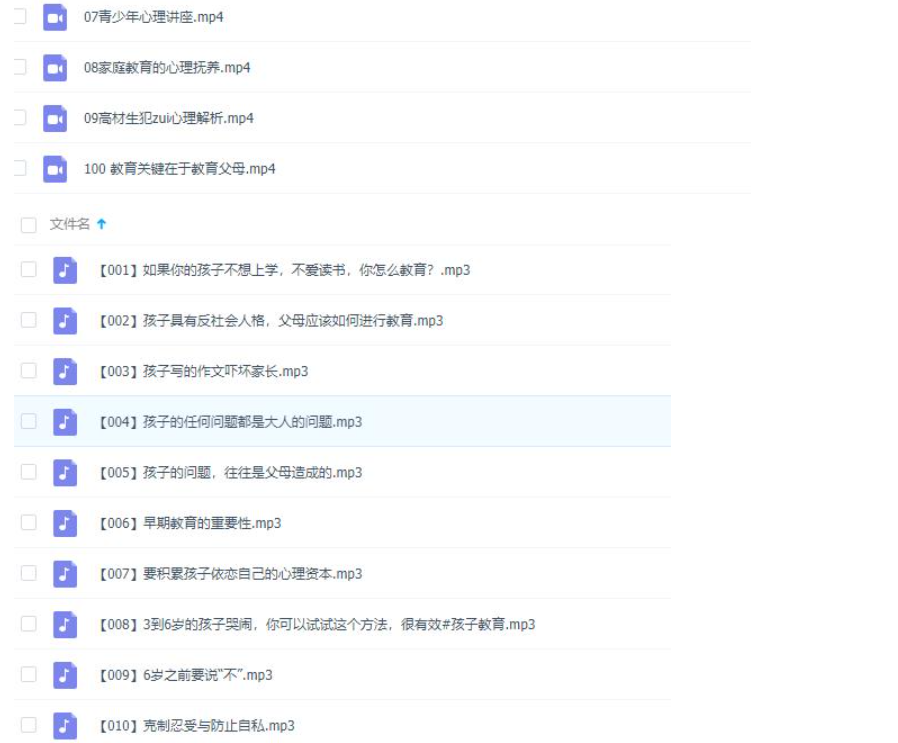 07青少年心理讲座.mp4
08家庭教育的心理抚养.mp4
09高材生犯zui心理解析.mp4
100 教育关键在于教育父母.mp4
文件名
【001】如果你的孩子不想上学，不爱读书，你怎么教育？.mp3
【002】孩子具有反社会人格，父母应该如何进行教育.mp3
【003】孩子写的作文吓坏家长.mp3
【004】孩子的任何问题都是大人的问题.mp3
【005】孩子的问题，往往是父母造成的.mp3
【006】早期教育的重要性.mp3
【007】要积累孩子依恋自己的心理资本.mp3
【008】3到6岁的孩子哭闹，你可以试试这个方法，很有效#孩子教育.mp3
【009】6岁之前要说“不”.mp3
【010】克制忍受与防止自私.mp3